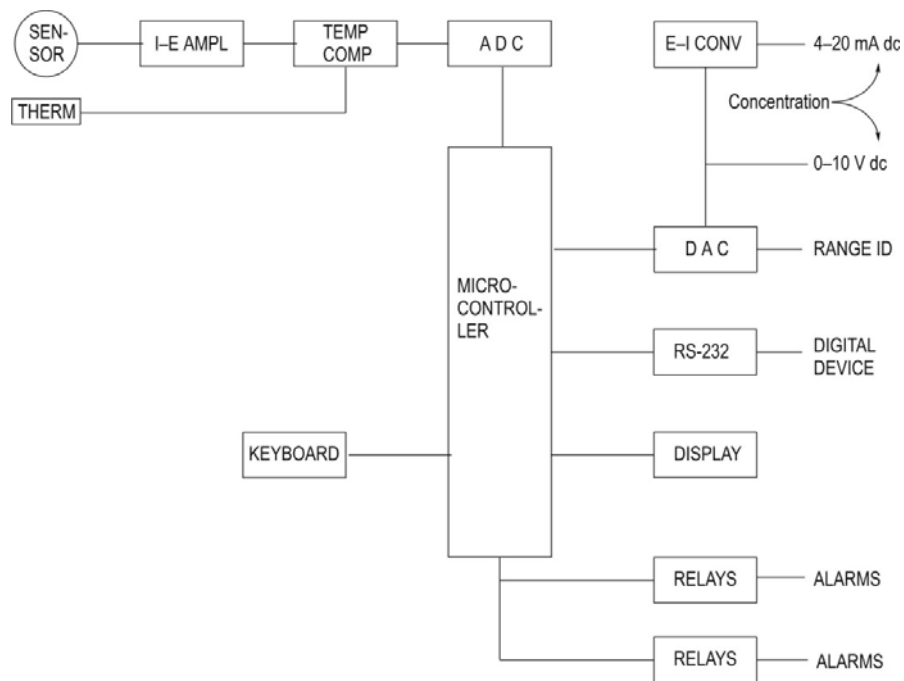 SEN-
SOR
I–E AMPL
TEMP
COMP
A D C
E–I CONV
4–20 mA dc
THERM
Concentration
0–10 V dc
D A C
RANGE ID
MICRO-
CONTROL-
LER
RS-232
DIGITAL
DEVICE
KEYBOARD
DISPLAY
RELAYS
ALARMS
RELAYS
ALARMS